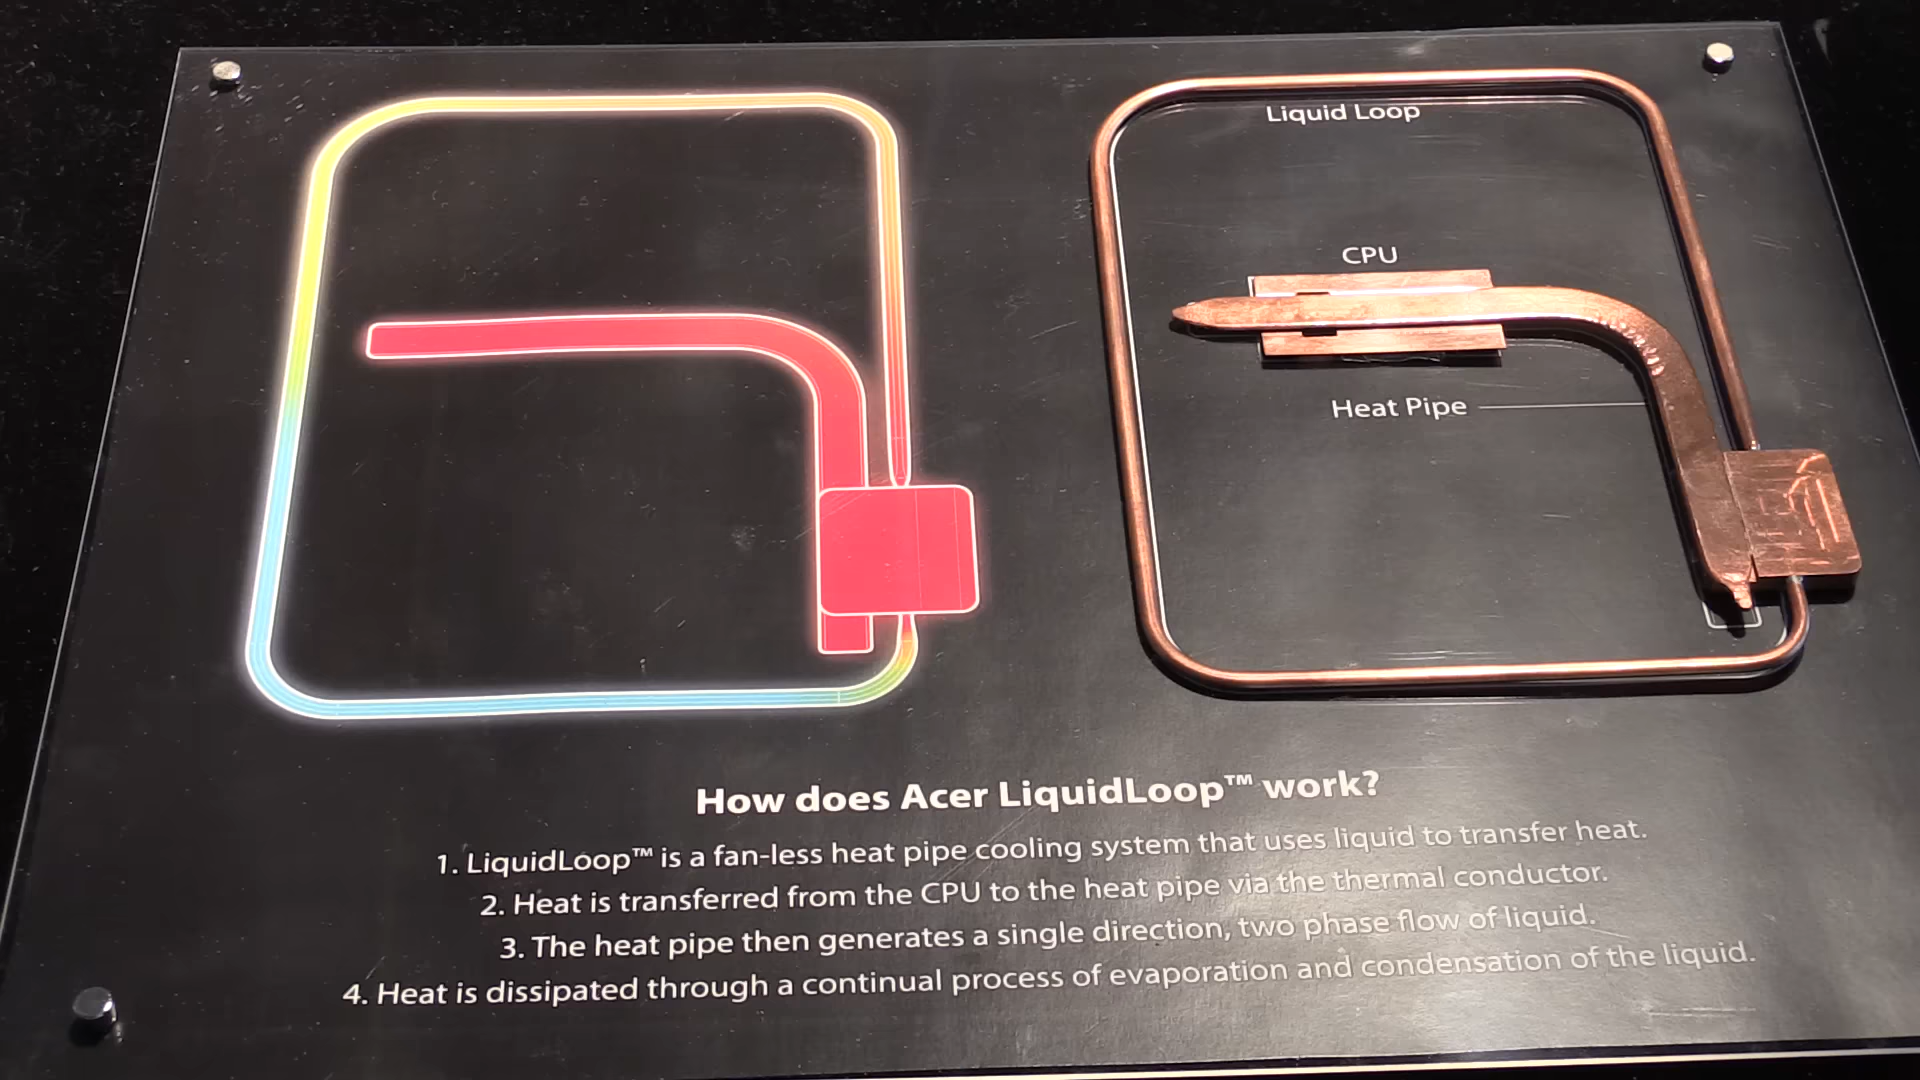 Liquid Loop
CPU
Heat Pipe
How does Acer LiquidLoop™ work?
1. LiquidLoop™ is a fan-less heat pipe cooling system that uses liquid to transfer heat.
2. Heat is transferred from the CPU to the heat pipe via the thermal conductor.
3. The heat pipe then generates a single direction, two phase flow of liquid.
4. Heat is dissipated through a continual process of evaporation and condensation of the liquid.